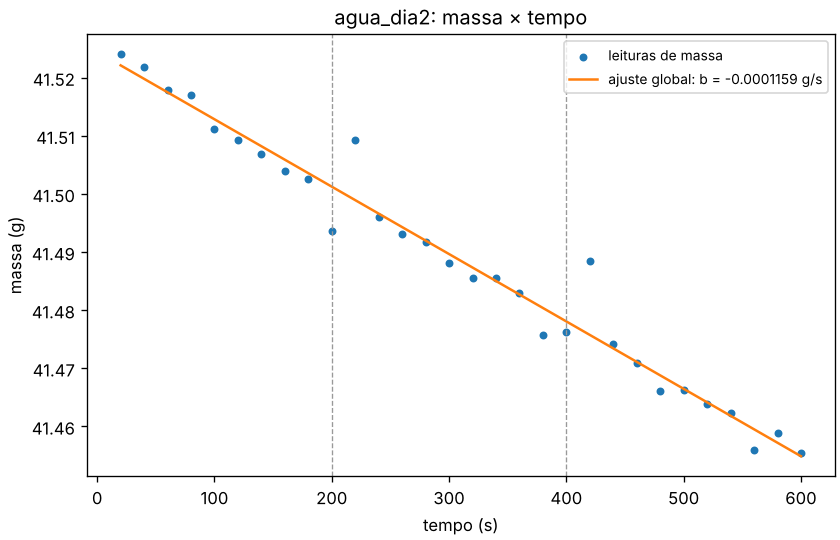 agua_dia2: massa × tempo
leituras de massa
ajuste global: b = -0.0001159 g/s
massa (g)
41.52
41.51
41.50
41.49
41.48
41.47
41.46
0 100 200 300 400 500 600
tempo (s)